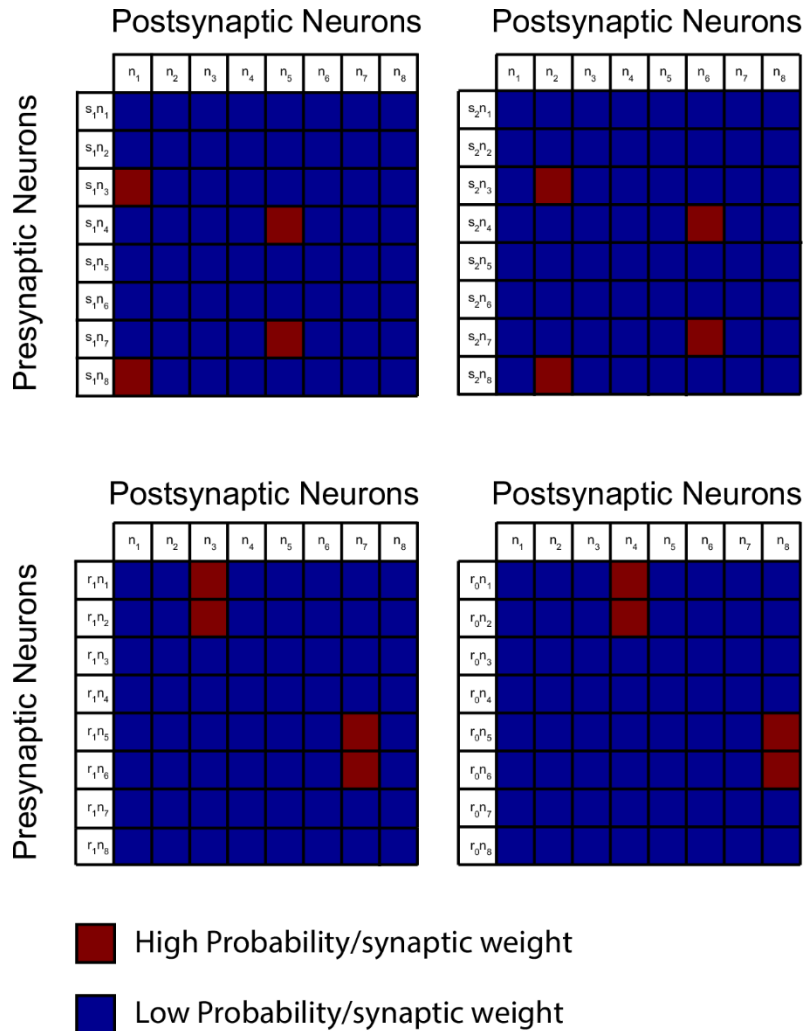 Postsynaptic Neurons
Postsynaptic Neurons
Presynaptic Neurons
n₁ n₂ n₃ n₄ n₅ n₆ n₇ n₈
s₁n₁
s₁n₂
s₁n₃
s₁n₄
s₁n₅
s₁n₆
s₁n₇
s₁n₈
n₁ n₂ n₃ n₄ n₅ n₆ n₇ n₈
s₂n₁
s₂n₂
s₂n₃
s₂n₄
s₂n₅
s₂n₆
s₂n₇
s₂n₈
Postsynaptic Neurons
Postsynaptic Neurons
Presynaptic Neurons
n₁ n₂ n₃ n₄ n₅ n₆ n₇ n₈
r₁n₁
r₁n₂
r₁n₃
r₁n₄
r₁n₅
r₁n₆
r₁n₇
r₁n₈
n₁ n₂ n₃ n₄ n₅ n₆ n₇ n₈
r₀n₁
r₀n₂
r₀n₃
r₀n₄
r₀n₅
r₀n₆
r₀n₇
r₀n₈
High Probability/synaptic weight
Low Probability/synaptic weight